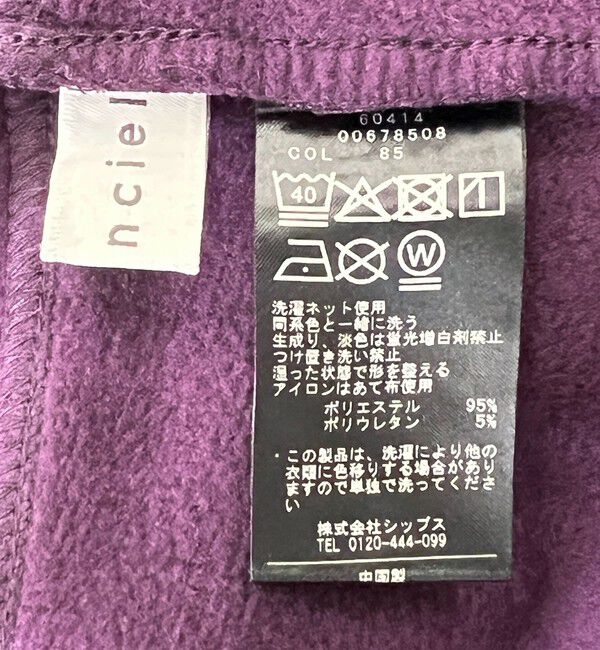 nciel
60414
00678508
COL 85
40
W
洗濯ネット使用
同系色と一緒に洗う
生成り、淡色は蛍光増白剤禁止
つけ置き洗い禁止
湿った状態で形を整える
アイロンはあて布使用
ポリエステル 95%
ポリウレタン 5%
・この製品は、洗濯により他の
衣類に色移りする場合があり
ますので単独で洗ってくださ
い
株式会社シップス
TEL 0120-444-099
中国製